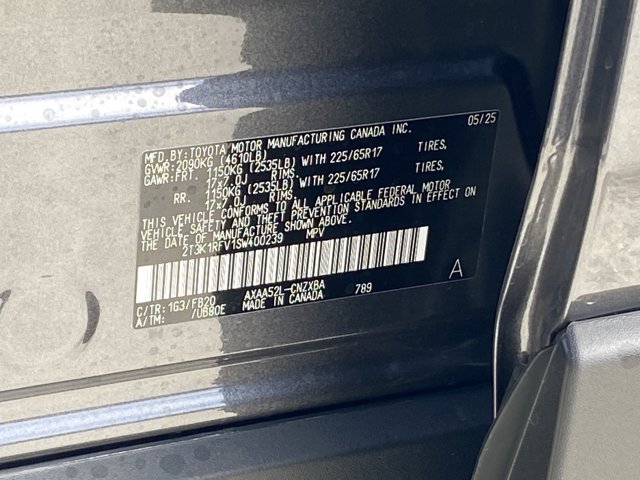 MFD.BY:TOYOTA MOTOR MANUFACTURING CANADA INC. 05/25
GVWR:2090KG (4610LB)
GAWR:FRT. 1150KG (2535LB) WITH 225/65R17 TIRES,
17x7.0J RIMS.
RR. 1150KG (2535LB) WITH 225/65R17 TIRES,
17x7.0J RIMS.
THIS VEHICLE CONFORMS TO ALL APPLICABLE FEDERAL MOTOR
VEHICLE SAFETY AND THEFT PREVENTION STANDARDS IN EFFECT ON
THE DATE OF MANUFACTURE SHOWN ABOVE.
2T3K1RFV1SW400239 MPV
A
C/TR:1G3/FB20 AXAA52L-CNZXBA 789
A/TM: /UB80E MADE IN CANADA